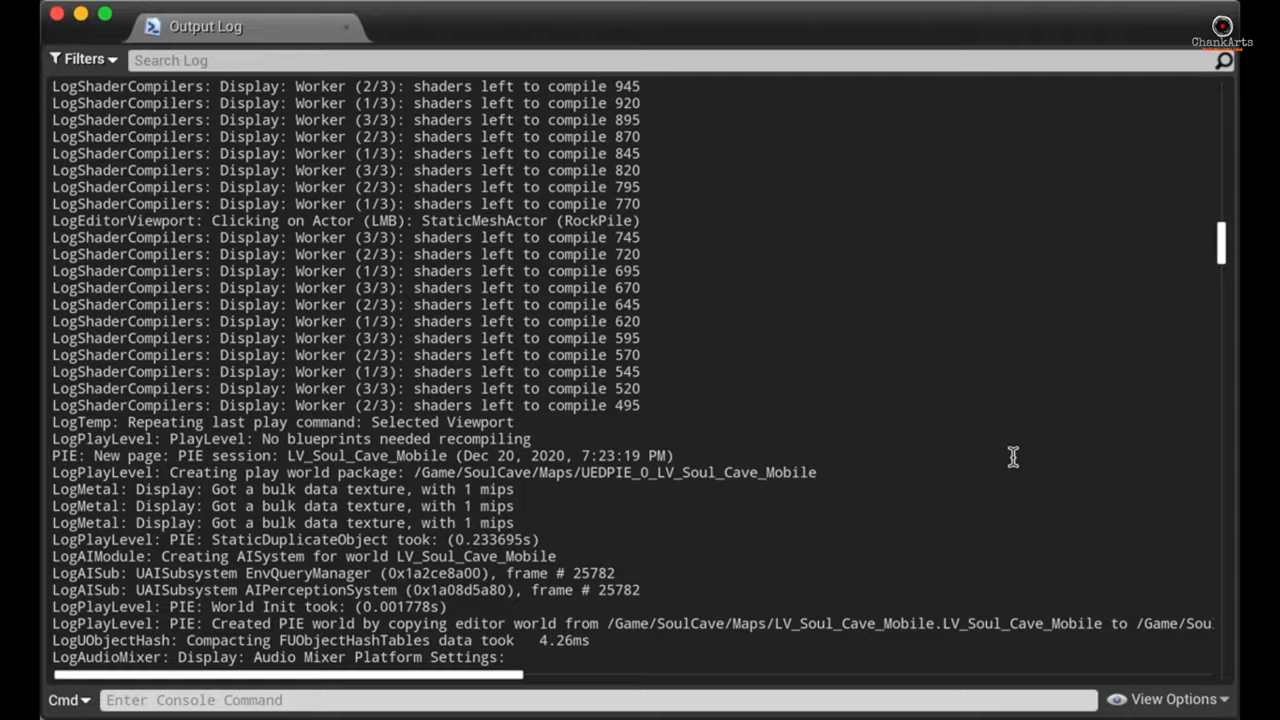 Output Log
ChankArts
Filters
Search Log
LogShaderCompilers: Display: Worker (2/3): shaders left to compile 945
LogShaderCompilers: Display: Worker (1/3): shaders left to compile 920
LogShaderCompilers: Display: Worker (3/3): shaders left to compile 895
LogShaderCompilers: Display: Worker (2/3): shaders left to compile 870
LogShaderCompilers: Display: Worker (1/3): shaders left to compile 845
LogShaderCompilers: Display: Worker (3/3): shaders left to compile 820
LogShaderCompilers: Display: Worker (2/3): shaders left to compile 795
LogShaderCompilers: Display: Worker (1/3): shaders left to compile 770
LogEditorViewport: Clicking on Actor (LMB): StaticMeshActor (RockPile)
LogShaderCompilers: Display: Worker (3/3): shaders left to compile 745
LogShaderCompilers: Display: Worker (2/3): shaders left to compile 720
LogShaderCompilers: Display: Worker (1/3): shaders left to compile 695
LogShaderCompilers: Display: Worker (3/3): shaders left to compile 670
LogShaderCompilers: Display: Worker (2/3): shaders left to compile 645
LogShaderCompilers: Display: Worker (1/3): shaders left to compile 620
LogShaderCompilers: Display: Worker (3/3): shaders left to compile 595
LogShaderCompilers: Display: Worker (2/3): shaders left to compile 570
LogShaderCompilers: Display: Worker (1/3): shaders left to compile 545
LogShaderCompilers: Display: Worker (3/3): shaders left to compile 520
LogShaderCompilers: Display: Worker (2/3): shaders left to compile 495
LogTemp: Repeating last play command: Selected Viewport
LogPlayLevel: PlayLevel: No blueprints needed recompiling
PIE: New page: PIE session: LV_Soul_Cave_Mobile (Dec 20, 2020, 7:23:19 PM)
LogPlayLevel: Creating play world package: /Game/SoulCave/Maps/UEDPIE_0_LV_Soul_Cave_Mobile
LogMetal: Display: Got a bulk data texture, with 1 mips
LogMetal: Display: Got a bulk data texture, with 1 mips
LogMetal: Display: Got a bulk data texture, with 1 mips
LogPlayLevel: PIE: StaticDuplicateObject took: (0.233695s)
LogAIModule: Creating AISystem for world LV_Soul_Cave_Mobile
LogAISub: UAISubsystem EnvQueryManager (0x1a2ce8a00), frame # 25782
LogAISub: UAISubsystem AIPerceptionSystem (0x1a08d5a80), frame # 25782
LogPlayLevel: PIE: World Init took: (0.001778s)
LogPlayLevel: PIE: Created PIE world by copying editor world from /Game/SoulCave/Maps/LV_Soul_Cave_Mobile.LV_Soul_Cave_Mobile to /Game/Sou
LogUObjectHash: Compacting FUObjectHashTables data took   4.26ms
LogAudioMixer: Display: Audio Mixer Platform Settings:
Cmd
Enter Console Command
View Options